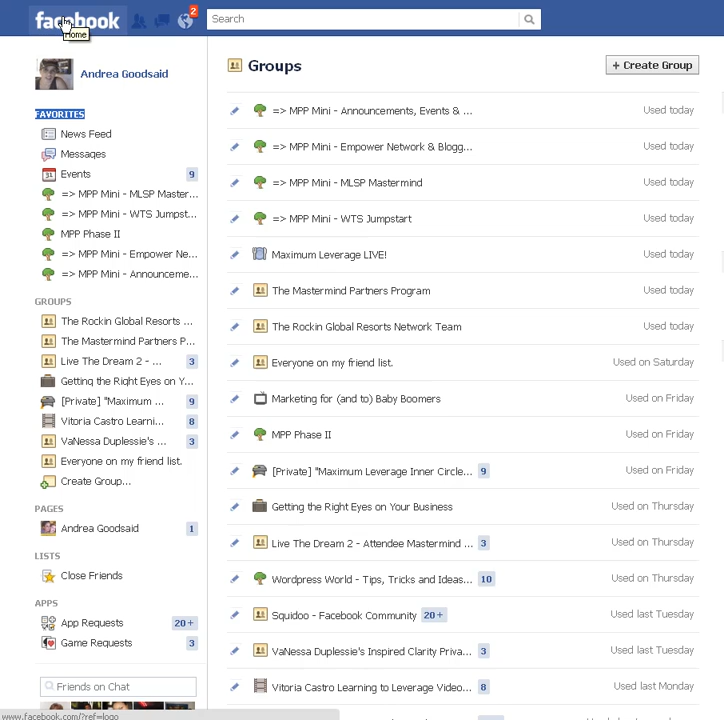 facebook
2
Search
Home
Andrea Goodsaid
FAVORITES
News Feed
Messages
31 Events 9
=> MPP Mini - MLSP Master...
=> MPP Mini - WTS Jumpst...
MPP Phase II
=> MPP Mini - Empower Ne...
=> MPP Mini - Announceme...
GROUPS
The Rockin Global Resorts ...
The Mastermind Partners P...
Live The Dream 2 - ... 3
Getting the Right Eyes on Y...
[Private] "Maximum ... 9
Vitoria Castro Learni... 8
VaNessa Duplessie's ... 3
Everyone on my friend list.
Create Group...
PAGES
Andrea Goodsaid 1
LISTS
Close Friends
APPS
App Requests 20+
Game Requests 3
Friends on Chat
www.facebook.com/?ref=logo
Groups
+ Create Group
=> MPP Mini - Announcements, Events & ... Used today
=> MPP Mini - Empower Network & Blogg... Used today
=> MPP Mini - MLSP Mastermind Used today
=> MPP Mini - WTS Jumpstart Used today
Maximum Leverage LIVE! Used today
The Mastermind Partners Program Used today
The Rockin Global Resorts Network Team Used today
Everyone on my friend list. Used on Saturday
Marketing for (and to) Baby Boomers Used on Friday
MPP Phase II Used on Friday
[Private] "Maximum Leverage Inner Circle... 9 Used on Friday
Getting the Right Eyes on Your Business Used on Thursday
Live The Dream 2 - Attendee Mastermind ... 3 Used on Thursday
Wordpress World - Tips, Tricks and Ideas... 10 Used on Thursday
Squidoo - Facebook Community 20+ Used last Tuesday
VaNessa Duplessie's Inspired Clarity Priva... 3 Used last Tuesday
Vitoria Castro Learning to Leverage Video... 8 Used last Monday